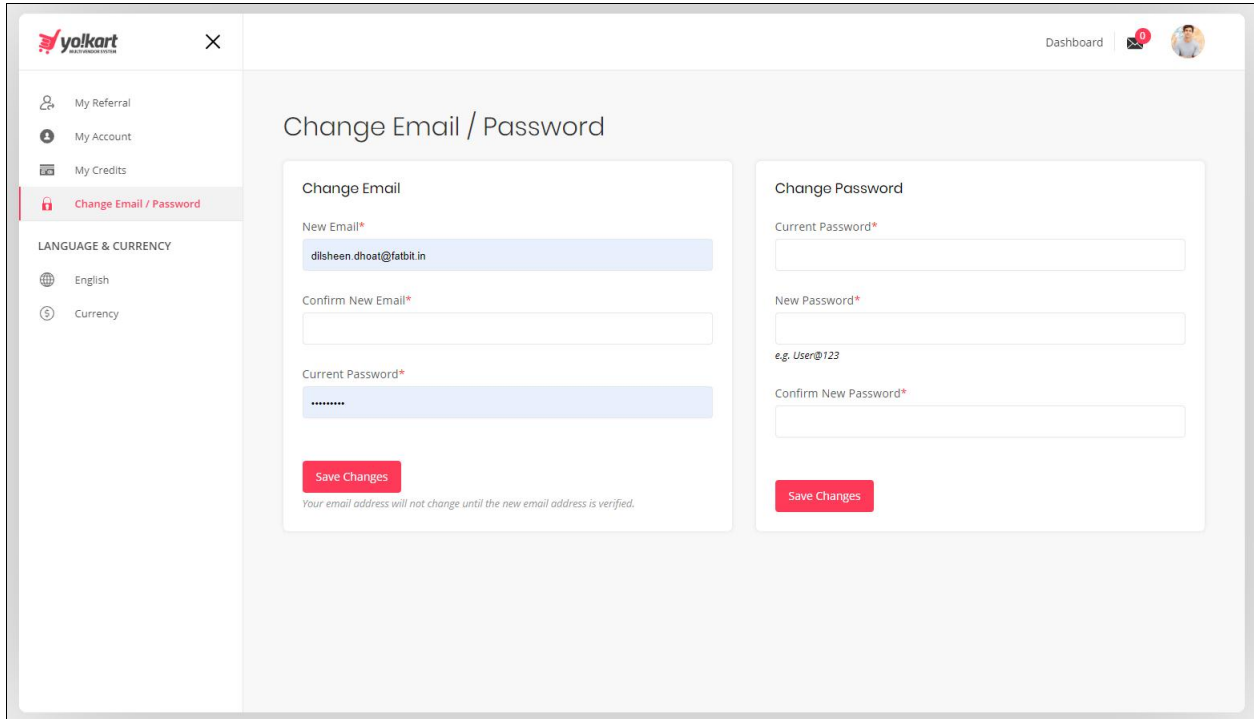 yo!kart
MULTIVENDOR SYSTEM
Dashboard
0
My Referral
My Account
My Credits
Change Email / Password
LANGUAGE & CURRENCY
English
Currency
Change Email / Password
Change Email
New Email*
dilsheen.dhoat@fatbit.in
Confirm New Email*
Current Password*
•••••••••
Save Changes
Your email address will not change until the new email address is verified.
Change Password
Current Password*
New Password*
e.g. User@123
Confirm New Password*
Save Changes